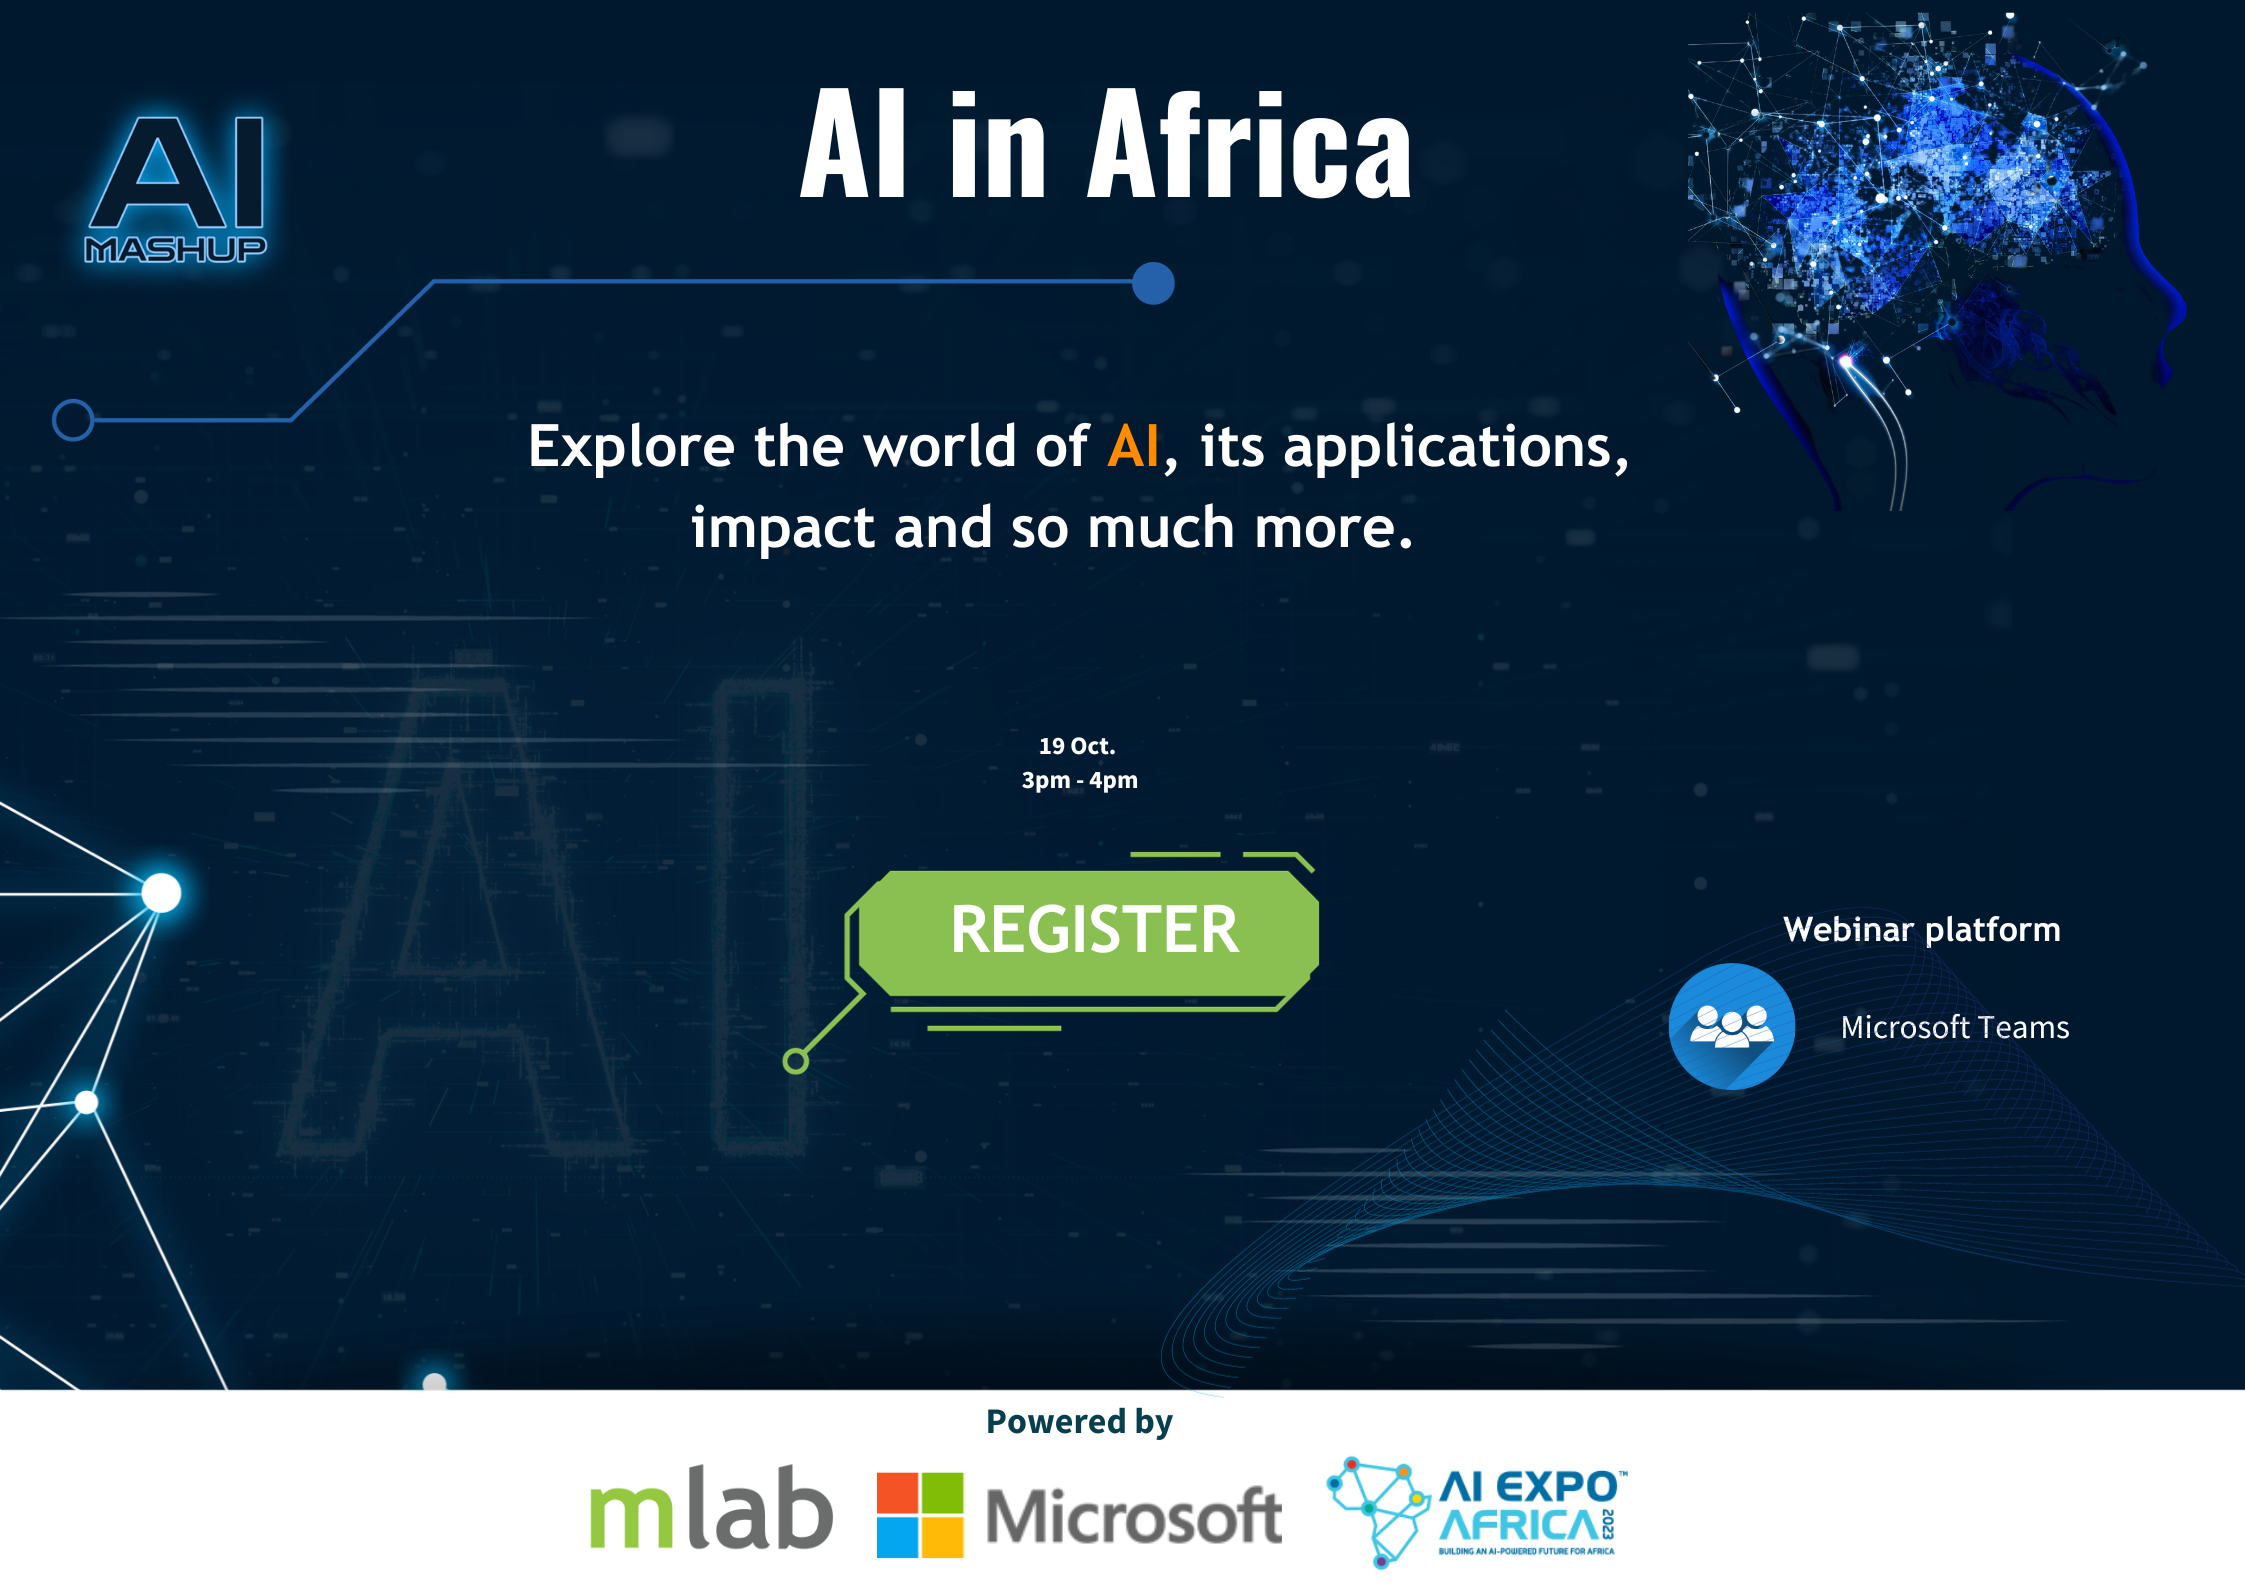 AI
MASHUP
AI in Africa
Explore the world of AI, its applications,
impact and so much more.
AI
19 Oct.
3pm - 4pm
REGISTER
Webinar platform
Microsoft Teams
Powered by
mlab
Microsoft
AI EXPO™
AFRICA 2023
BUILDING AN AI-POWERED FUTURE FOR AFRICA